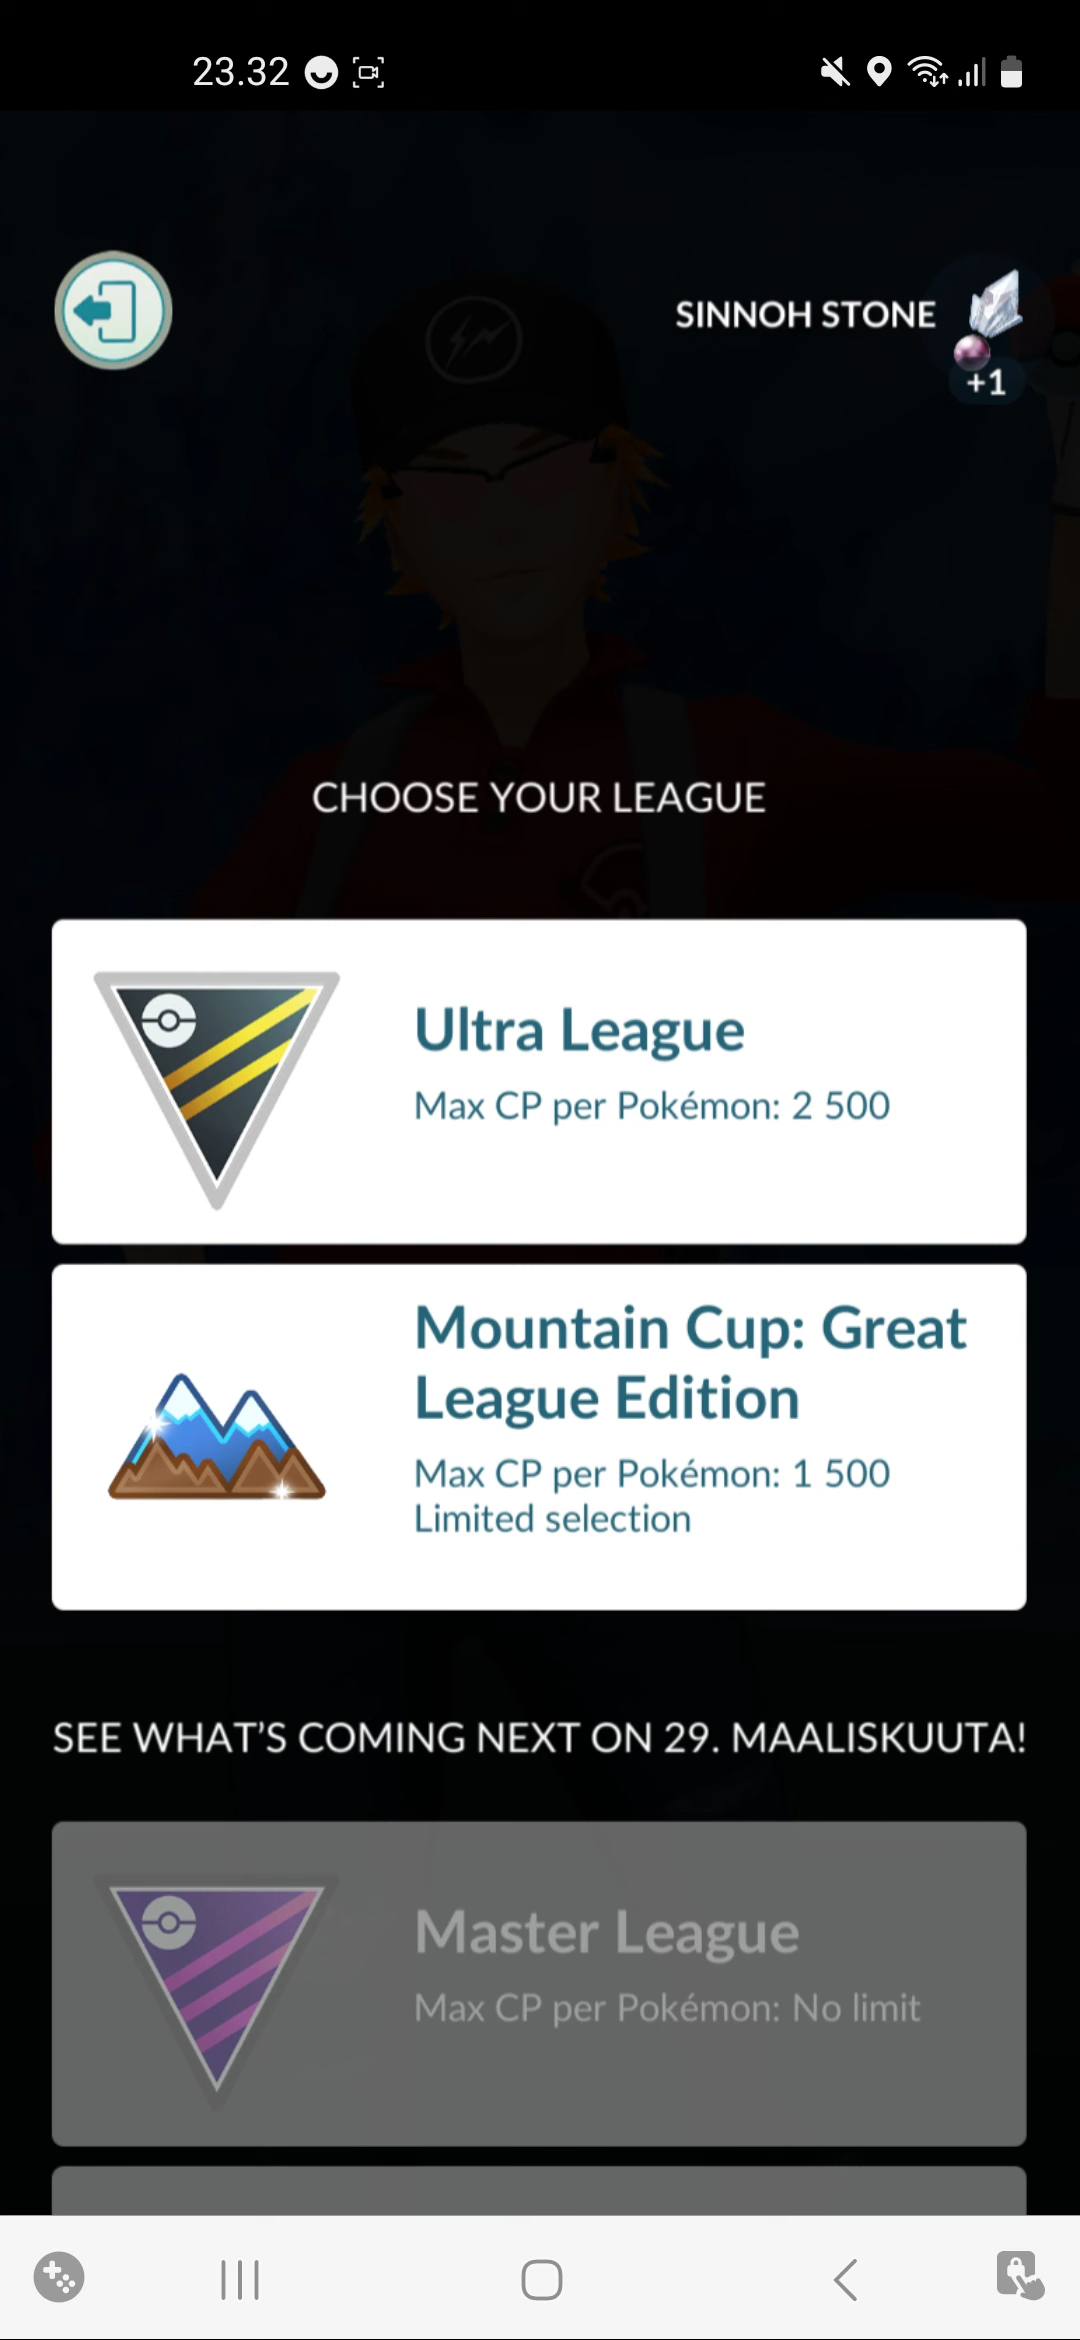 23.32
SINNOH STONE
+1
CHOOSE YOUR LEAGUE
Ultra League
Max CP per Pokémon: 2 500
Mountain Cup: Great
League Edition
Max CP per Pokémon: 1 500
Limited selection
SEE WHAT'S COMING NEXT ON 29. MAALISKUUTA!
Master League
Max CP per Pokémon: No limit